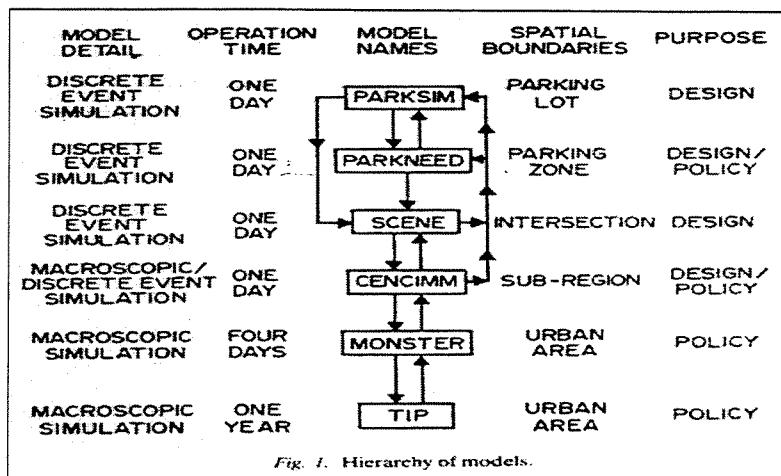 MODEL DETAIL OPERATION TIME MODEL NAMES SPATIAL BOUNDARIES PURPOSE
DISCRETE EVENT SIMULATION ONE DAY PARKSIM PARKING LOT DESIGN
DISCRETE EVENT SIMULATION ONE DAY PARKNEED PARKING ZONE DESIGN/ POLICY
DISCRETE EVENT SIMULATION ONE DAY SCENE INTERSECTION DESIGN
MACROSCOPIC/ DISCRETE EVENT SIMULATION ONE DAY CENCIMM SUB-REGION DESIGN/ POLICY
MACROSCOPIC SIMULATION FOUR DAYS MONSTER URBAN AREA POLICY
MACROSCOPIC SIMULATION ONE YEAR TIP URBAN AREA POLICY
Fig. 1. Hierarchy of models.